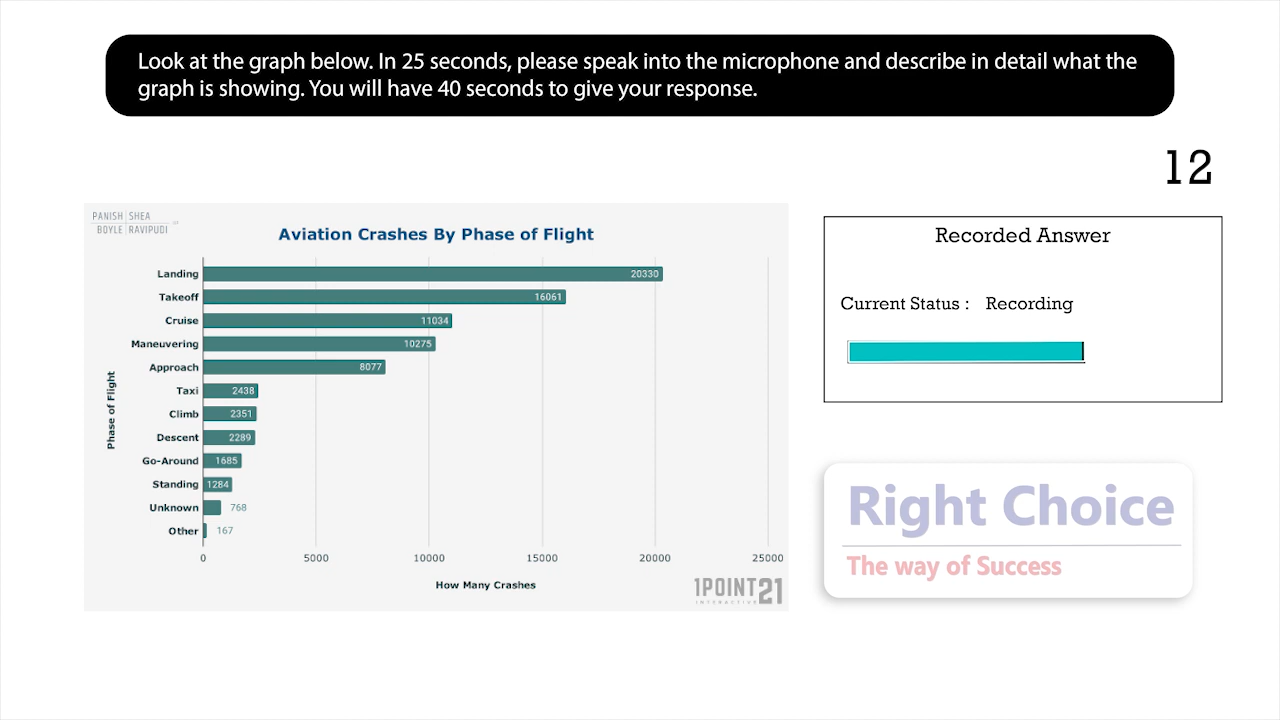 Look at the graph below. In 25 seconds, please speak into the microphone and describe in detail what the
graph is showing. You will have 40 seconds to give your response.
12
PANISH SHEA
BOYLE RAVIPUDI LLP
Aviation Crashes By Phase of Flight
Phase of Flight
Landing 20330
Takeoff 16061
Cruise 11034
Maneuvering 10275
Approach 8077
Taxi 2438
Climb 2351
Descent 2289
Go-Around 1685
Standing 1284
Unknown 768
Other 167
0 5000 10000 15000 20000 25000
How Many Crashes
1POINT21
INTERACTIVE
Recorded Answer
Current Status : Recording
Right Choice
The way of Success